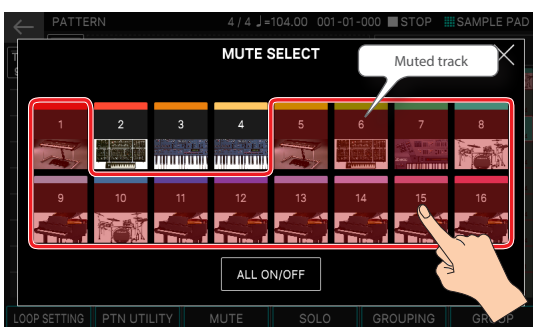 PATTERN 4 / 4 ♩=104.00 001-01-000 STOP SAMPLE PAD
MUTE SELECT
Muted track
1 2 3 4 5 6 7 8
9 10 11 12 13 14 15 16
ALL ON/OFF
LOOP SETTING PTN UTILITY MUTE SOLO GROUPING GROUP